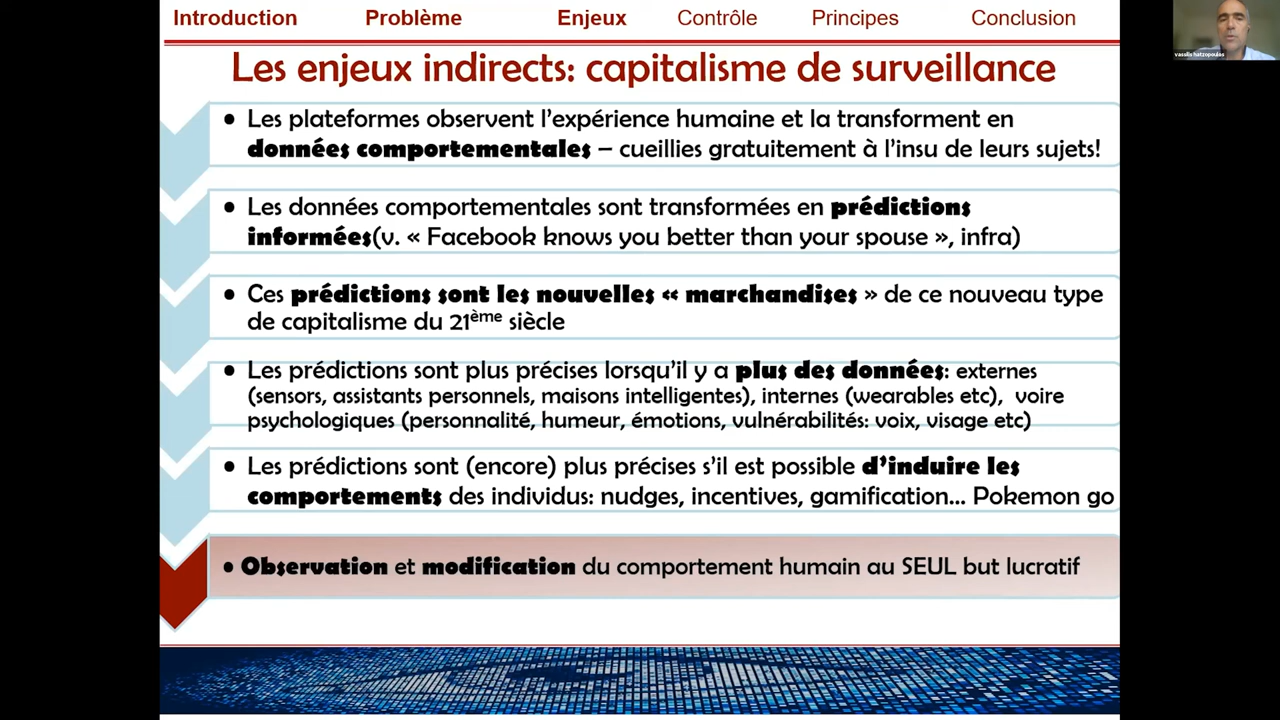 Introduction Problème Enjeux Contrôle Principes Conclusion
Les enjeux indirects: capitalisme de surveillance
• Les plateformes observent l'expérience humaine et la transforment en
données comportementales – cueillies gratuitement à l'insu de leurs sujets!
• Les données comportementales sont transformées en prédictions
informées(v. « Facebook knows you better than your spouse », infra)
• Ces prédictions sont les nouvelles « marchandises » de ce nouveau type
de capitalisme du 21ème siècle
• Les prédictions sont plus précises lorsqu'il y a plus des données: externes
(sensors, assistants personnels, maisons intelligentes), internes (wearables etc), voire
psychologiques (personnalité, humeur, émotions, vulnérabilités: voix, visage etc)
• Les prédictions sont (encore) plus précises s'il est possible d'induire les
comportements des individus: nudges, incentives, gamification... Pokemon go
• Observation et modification du comportement humain au SEUL but lucratif
vassilis hatzopoulos